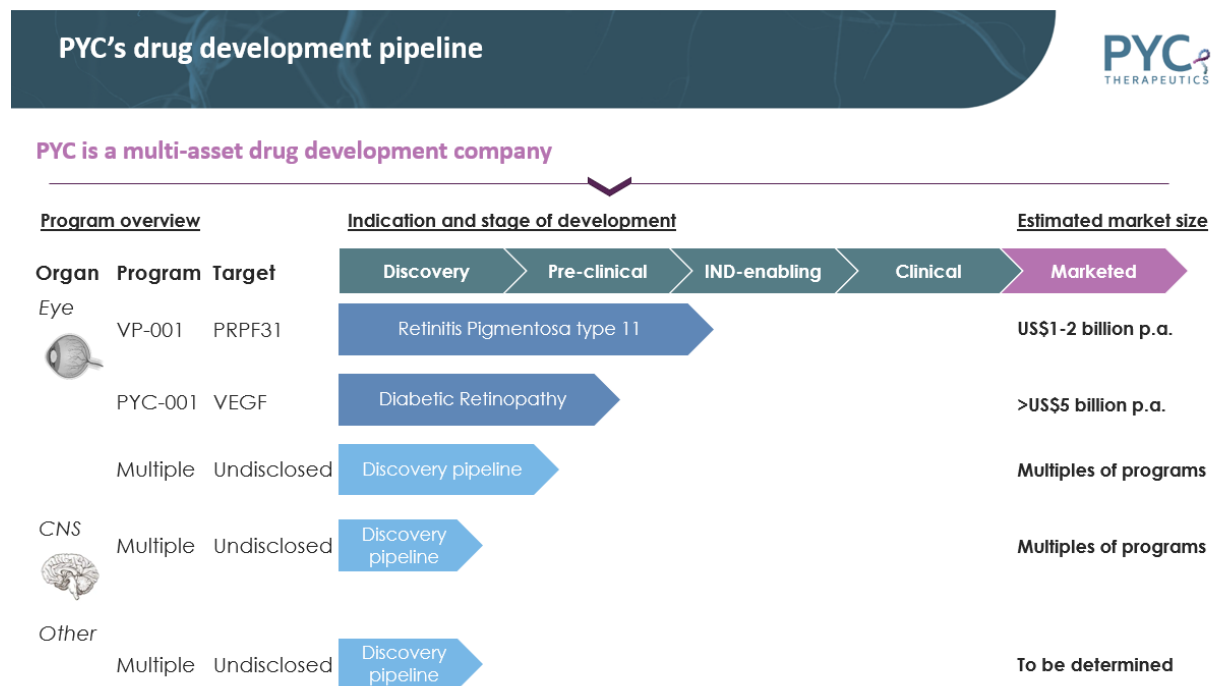 PYC's drug development pipeline
PYC
THERAPEUTICS
PYC is a multi-asset drug development company
Program overview
Indication and stage of development
Estimated market size
Organ Program Target
Discovery
Pre-clinical
IND-enabling
Clinical
Marketed
Eye
VP-001 PRPF31
Retinitis Pigmentosa type 11
US$1-2 billion p.a.
PYC-001 VEGF
Diabetic Retinopathy
>US$5 billion p.a.
Multiple Undisclosed
Discovery pipeline
Multiples of programs
CNS
Multiple Undisclosed
Discovery
pipeline
Multiples of programs
Other
Multiple Undisclosed
Discovery
pipeline
To be determined